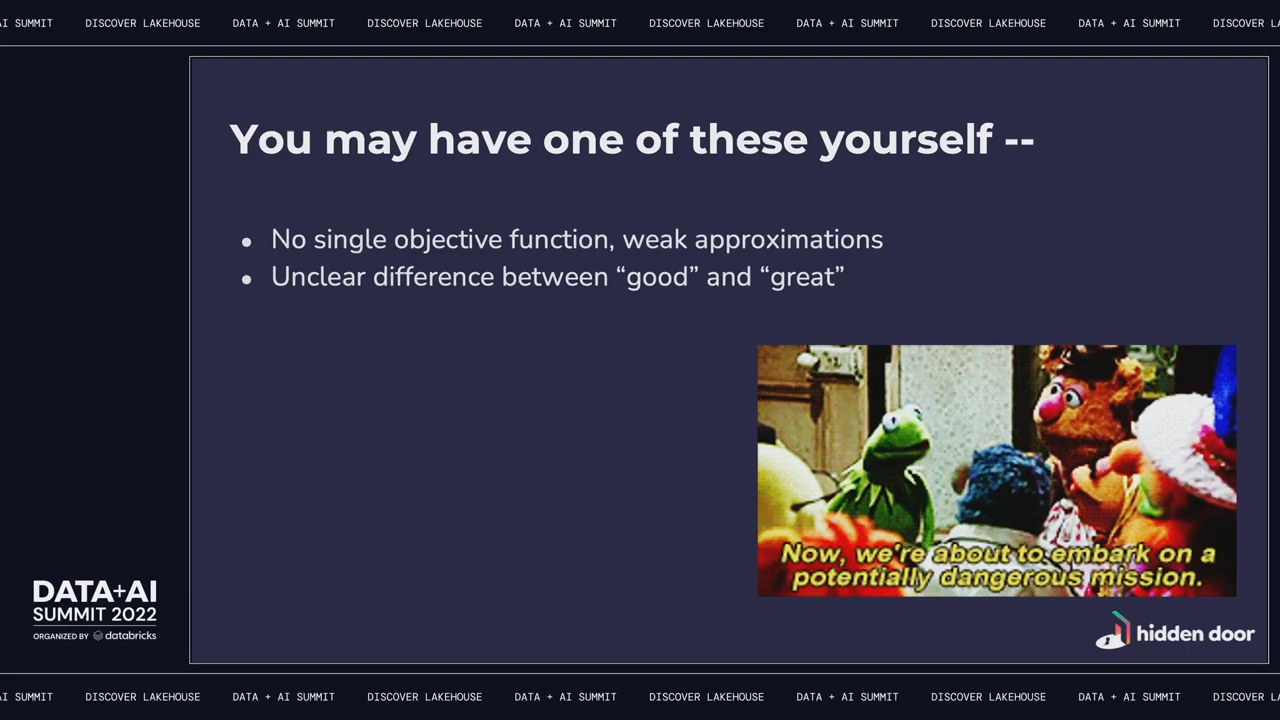 AI SUMMIT DISCOVER LAKEHOUSE DATA + AI SUMMIT DISCOVER LAKEHOUSE DATA + AI SUMMIT DISCOVER LAKEHOUSE DATA + AI SUMMIT DISCOVER LAKEHOUSE DATA + AI SUMMIT DISCOVER LA
You may have one of these yourself --
● No single objective function, weak approximations
● Unclear difference between “good” and “great”
Now, we're about to embark on a
potentially dangerous mission.
DATA+AI
SUMMIT 2022
ORGANIZED BY databricks
hidden door
AI SUMMIT DISCOVER LAKEHOUSE DATA + AI SUMMIT DISCOVER LAKEHOUSE DATA + AI SUMMIT DISCOVER LAKEHOUSE DATA + AI SUMMIT DISCOVER LAKEHOUSE DATA + AI SUMMIT DISCOVER LA